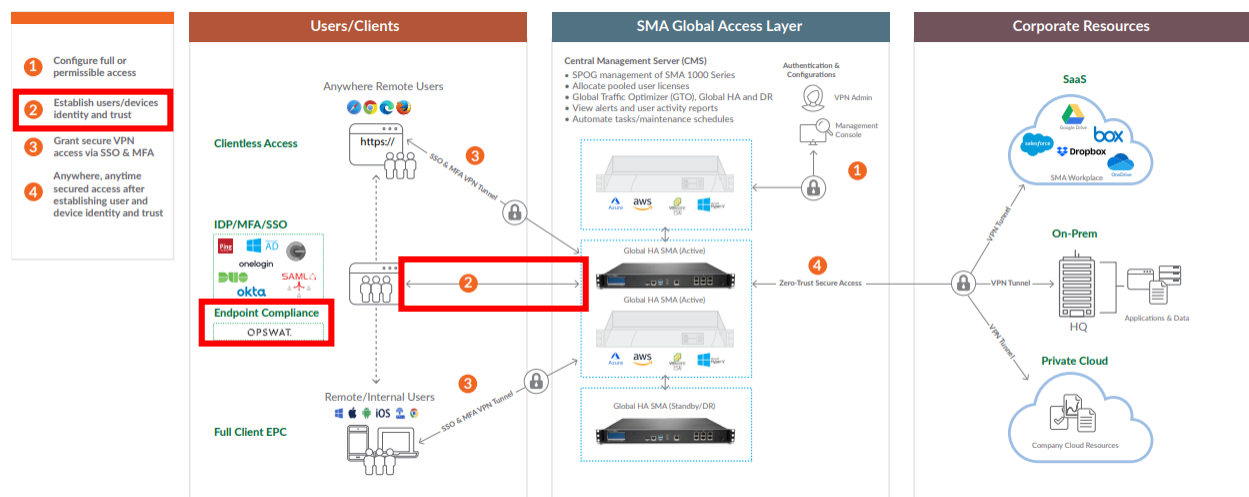 1
Configure full or
permissible access
2
Establish users/devices
identity and trust
3
Grant secure VPN
access via SSO & MFA
4
Anywhere, anytime
secured access after
establishing user and
device identity and trust
Users/Clients
Anywhere Remote Users
https://
Clientless Access
SSO & MFA VPN Tunnel
3
IDP/MFA/SSO
Ping
AD
onelogin
DUO
SAML
okta
2
Endpoint Compliance
OPSWAT.
Remote/Internal Users
iOS
3
SSO & MFA VPN Tunnel
Full Client EPC
SMA Global Access Layer
Central Management Server (CMS)
• SPOG management of SMA 1000 Series
• Allocate pooled user licenses
• Global Traffic Optimizer (GTO), Global HA and DR
• View alerts and user activity reports
• Automate tasks/maintenance schedules
Authentication &
Configurations
VPN Admin
Management
Console
1
Azure
aws
vmware
ESXi
Hyper-V
Global HA SMA (Active)
Global HA SMA (Active)
Azure
aws
vmware
ESXi
Hyper-V
Global HA SMA (Standby/DR)
4
Zero-Trust Secure Access
Corporate Resources
SaaS
Google Drive
salesforce
box
Dropbox
OneDrive
SMA Workplace
VPN Tunnel
On-Prem
VPN Tunnel
HQ
Applications & Data
VPN Tunnel
Private Cloud
Company Cloud Resources